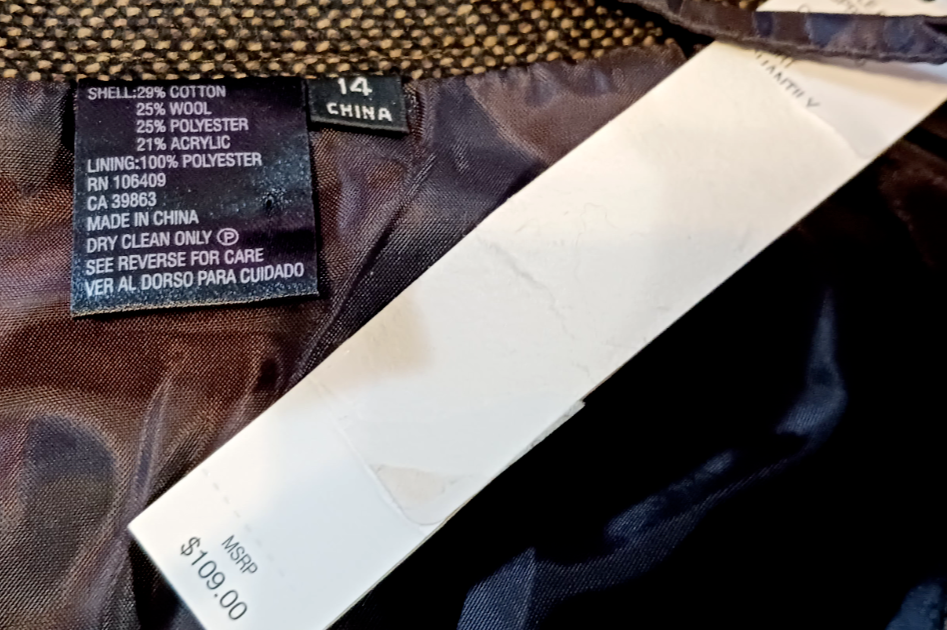 SHELL:29% COTTON
25% WOOL
25% POLYESTER
21% ACRYLIC
LINING:100% POLYESTER
RN 106409
CA 39863
MADE IN CHINA
DRY CLEAN ONLY Ⓟ
SEE REVERSE FOR CARE
VER AL DORSO PARA CUIDADO
14
CHINA
MSRP
$109.00